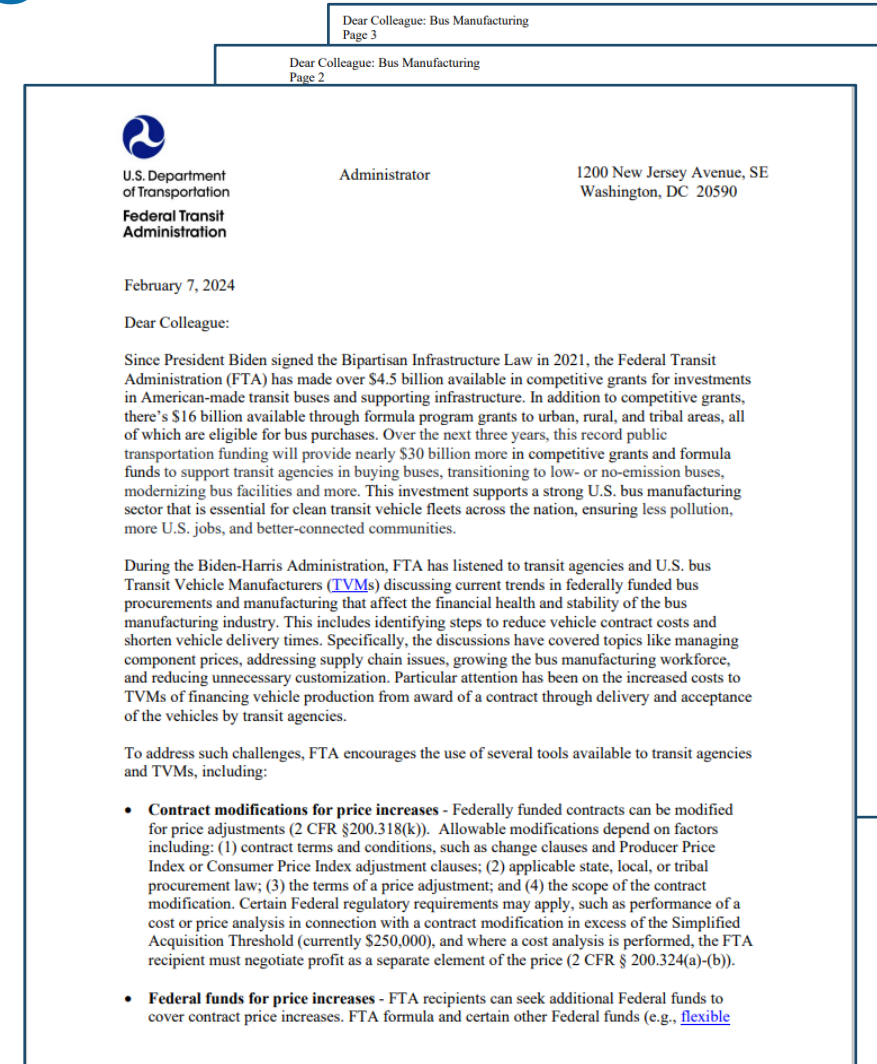 Dear Colleague: Bus Manufacturing
Page 3
Dear Colleague: Bus Manufacturing
Page 2
U.S. Department
of Transportation
Federal Transit
Administration
Administrator
1200 New Jersey Avenue, SE
Washington, DC 20590
February 7, 2024
Dear Colleague:
Since President Biden signed the Bipartisan Infrastructure Law in 2021, the Federal Transit
Administration (FTA) has made over $4.5 billion available in competitive grants for investments
in American-made transit buses and supporting infrastructure. In addition to competitive grants,
there's $16 billion available through formula program grants to urban, rural, and tribal areas, all
of which are eligible for bus purchases. Over the next three years, this record public
transportation funding will provide nearly $30 billion more in competitive grants and formula
funds to support transit agencies in buying buses, transitioning to low- or no-emission buses,
modernizing bus facilities and more. This investment supports a strong U.S. bus manufacturing
sector that is essential for clean transit vehicle fleets across the nation, ensuring less pollution,
more U.S. jobs, and better-connected communities.
During the Biden-Harris Administration, FTA has listened to transit agencies and U.S. bus
Transit Vehicle Manufacturers (TVMs) discussing current trends in federally funded bus
procurements and manufacturing that affect the financial health and stability of the bus
manufacturing industry. This includes identifying steps to reduce vehicle contract costs and
shorten vehicle delivery times. Specifically, the discussions have covered topics like managing
component prices, addressing supply chain issues, growing the bus manufacturing workforce,
and reducing unnecessary customization. Particular attention has been on the increased costs to
TVMs of financing vehicle production from award of a contract through delivery and acceptance
of the vehicles by transit agencies.
To address such challenges, FTA encourages the use of several tools available to transit agencies
and TVMs, including:
• Contract modifications for price increases - Federally funded contracts can be modified
for price adjustments (2 CFR §200.318(k)). Allowable modifications depend on factors
including: (1) contract terms and conditions, such as change clauses and Producer Price
Index or Consumer Price Index adjustment clauses; (2) applicable state, local, or tribal
procurement law; (3) the terms of a price adjustment; and (4) the scope of the contract
modification. Certain Federal regulatory requirements may apply, such as performance of a
cost or price analysis in connection with a contract modification in excess of the Simplified
Acquisition Threshold (currently $250,000), and where a cost analysis is performed, the FTA
recipient must negotiate profit as a separate element of the price (2 CFR § 200.324(a)-(b)).
• Federal funds for price increases - FTA recipients can seek additional Federal funds to
cover contract price increases. FTA formula and certain other Federal funds (e.g., flexible